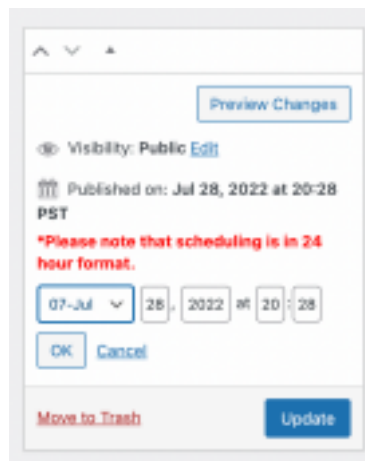 Preview Changes
Visibility: Public Edit
Published on: Jul 28, 2022 at 20:28
PST
*Please note that scheduling is in 24
hour format.
07-Jul 28, 2022 at 20 : 28
OK Cancel
Move to Trash Update